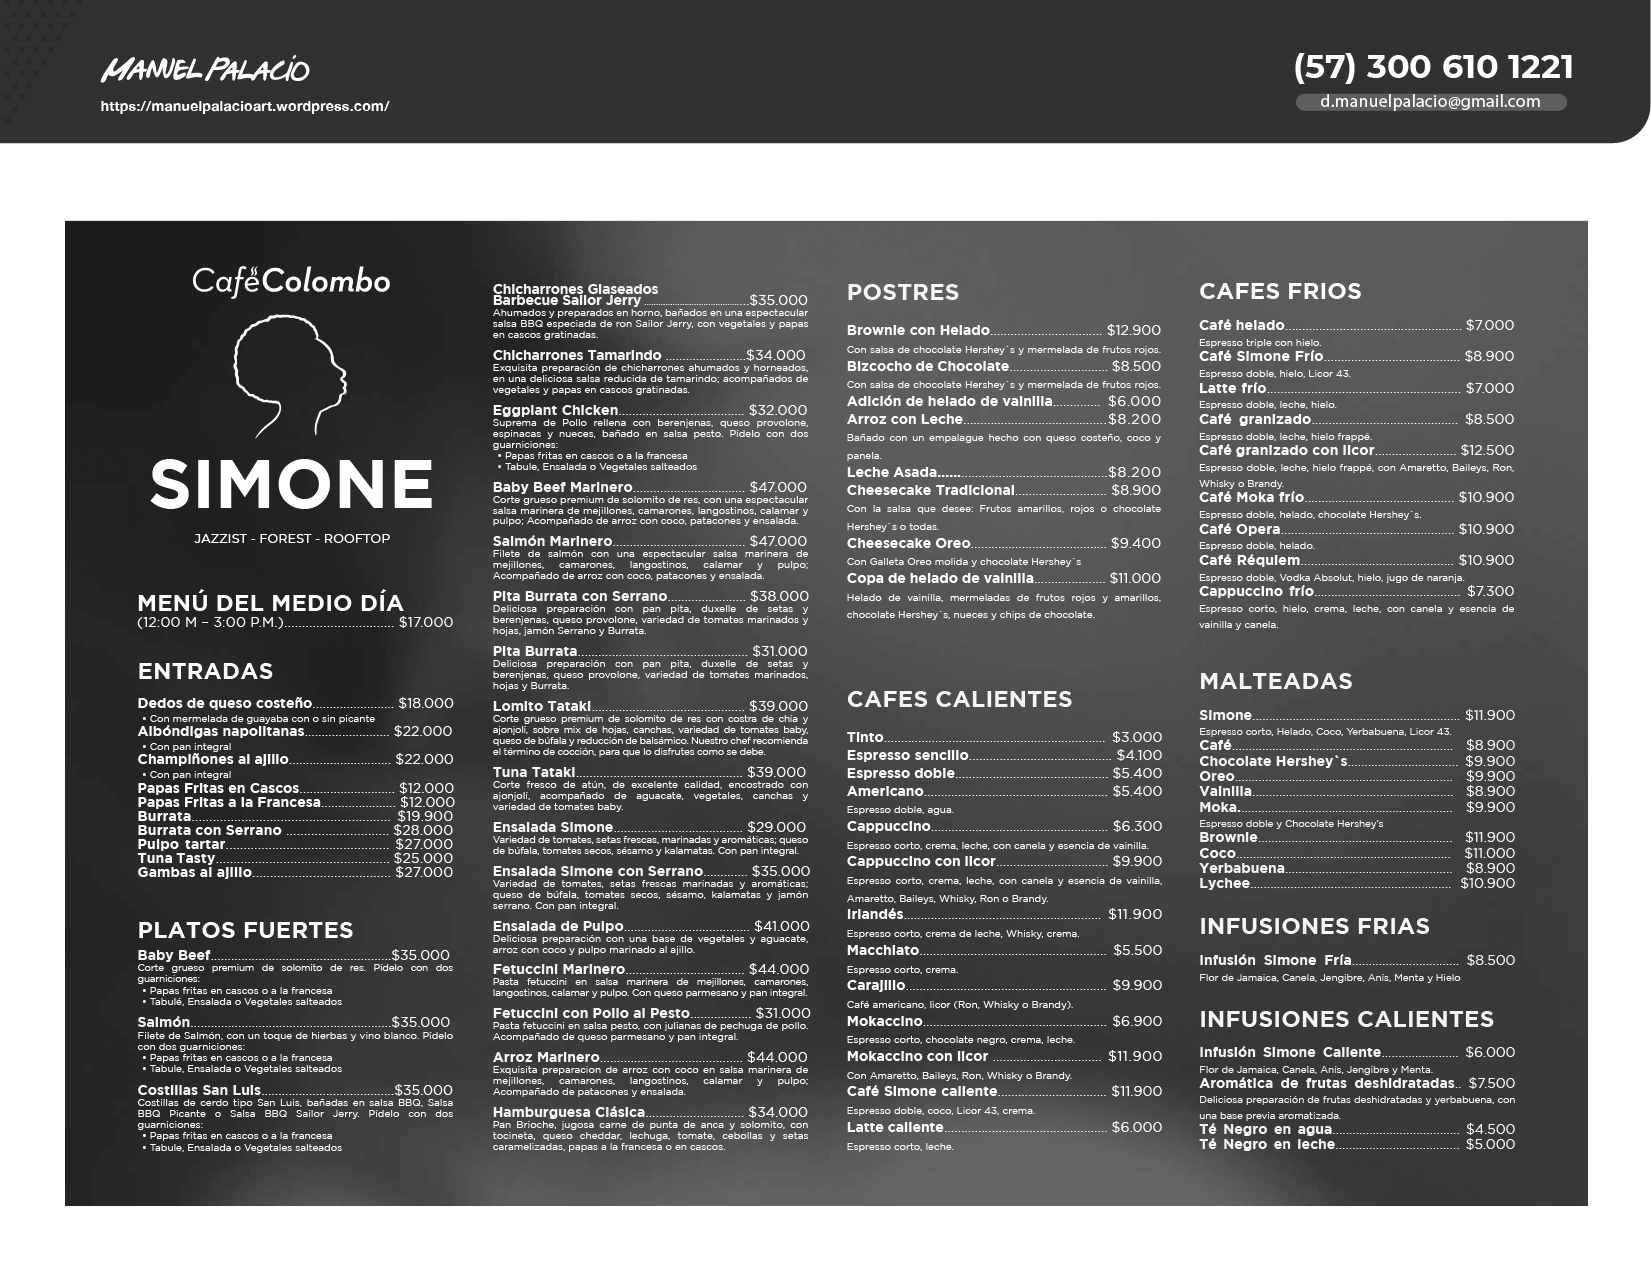 MANUEL PALACIO
https://manuelpalacioart.wordpress.com/
(57) 300 610 1221
d.manuelpalacio@gmail.com
CaféColombo
SIMONE
JAZZIST - FOREST - ROOFTOP
MENÚ DEL MEDIO DÍA
(12:00 M – 3:00 P.M.)............................ $17.000
ENTRADAS
Dedos de queso costeño........................ $18.000
• Con mermelada de guayaba con o sin picante
Albóndigas napolitanas......................... $22.000
• Con pan integral
Champiñones al ajillo.............................. $22.000
• Con pan integral
Papas Fritas en Cascos............................ $12.000
Papas Fritas a la Francesa...................... $12.000
Burrata.................................................... $19.900
Burrata con Serrano .............................. $28.000
Pulpo tartar........................................... $27.000
Tuna Tasty.............................................. $25.000
Gambas al ajillo.................................... $27.000
PLATOS FUERTES
Baby Beef...............................................$35.000
Corte grueso premium de solomito de res. Pídelo con dos
guarniciones:
• Papas fritas en cascos o a la francesa
• Tabulé, Ensalada o Vegetales salteados
Salmón....................................................$35.000
Filete de Salmón, con un toque de hierbas y vino blanco. Pídelo
con dos guarniciones:
• Papas fritas en cascos o a la francesa
• Tabule, Ensalada o Vegetales salteados
Costillas San Luis.....................................$35.000
Costillas de cerdo tipo San Luis, bañadas en salsa BBQ, Salsa
BBQ Picante o Salsa BBQ Sailor Jerry. Pídelo con dos
guarniciones:
• Papas fritas en cascos o a la francesa
• Tabule, Ensalada o Vegetales salteados
Chicharrones Glaseados
Barbecue Sailor Jerry .................................$35.000
Ahumados y preparados en horno, bañados en una espectacular
salsa BBQ especiada de ron Sailor Jerry, con vegetales y papas
en cascos gratinadas.
Chicharrones Tamarindo ........................$34.000
Exquisita preparación de chicharrones ahumados y horneados,
en una deliciosa salsa reducida de tamarindo; acompañados de
vegetales y papas en cascos gratinadas.
Eggplant Chicken..................................... $32.000
Suprema de Pollo rellena con berenjenas, queso provolone,
espinacas y nueces, bañado en salsa pesto. Pídelo con dos
guarniciones:
• Papas fritas en cascos o a la francesa
• Tabule, Ensalada o Vegetales salteados
Baby Beef Marinero................................. $47.000
Corte grueso premium de solomito de res, con una espectacular
salsa marinera de mejillones, camarones, langostinos, calamar y
pulpo; Acompañado de arroz con coco, patacones y ensalada.
Salmón Marinero....................................... $47.000
Filete de salmón con una espectacular salsa marinera de
mejillones, camarones, langostinos, calamar y pulpo;
Acompañado de arroz con coco, patacones y ensalada.
Pita Burrata con Serrano....................... $38.000
Deliciosa preparación con pan pita, duxelle de setas y
berenjenas, queso provolone, variedad de tomates marinados y
hojas, jamón Serrano y Burrata.
Pita Burrata.................................................. $31.000
Deliciosa preparación con pan pita, duxelle de setas y
berenjenas, queso provolone, variedad de tomates marinados,
hojas y Burrata.
Lomito Tataki............................................... $39.000
Corte grueso premium de solomito de res con costra de chía y
ajonjolí, sobre mix de hojas, canchas, variedad de tomates baby,
queso de búfala y reducción de balsámico. Nuestro chef recomienda
el término de cocción, para que lo disfrutes como se debe.
Tuna Tataki................................................. $39.000
Corte fresco de atún, de excelente calidad, encostrado con
ajonjolí, acompañado de aguacate, vegetales, canchas y
variedad de tomates baby.
Ensalada Simone...................................... $29.000
Variedad de tomates, setas frescas, marinadas y aromáticas; queso
de búfala, tomates secos, sésamo y kalamatas. Con pan integral.
Ensalada Simone con Serrano............ $35.000
Variedad de tomates, setas frescas marinadas y aromáticas;
queso de búfala, tomates secos, sésamo, kalamatas y jamón
serrano. Con pan integral.
Ensalada de Pulpo..................................... $41.000
Deliciosa preparación con una base de vegetales y aguacate,
arroz con coco y pulpo marinado al ajillo.
Fetuccini Marinero................................... $44.000
Pasta fetuccini en salsa marinera de mejillones, camarones,
langostinos, calamar y pulpo. Con queso parmesano y pan integral.
Fetuccini con Pollo al Pesto.................. $31.000
Pasta fetuccini en salsa pesto, con julianas de pechuga de pollo.
Acompañado de queso parmesano y pan integral.
Arroz Marinero.......................................... $44.000
Exquisita preparacion de arroz con coco en salsa marinera de
mejillones, camarones, langostinos, calamar y pulpo;
Acompañado de patacones y ensalada.
Hamburguesa Clásica............................. $34.000
Pan Brioche, jugosa carne de punta de anca y solomito, con
tocineta, queso cheddar, lechuga, tomate, cebollas y setas
caramelizadas, papas a la francesa o en cascos.
POSTRES
Brownie con Helado................................. $12.900
Con salsa de chocolate Hershey´s y mermelada de frutos rojos.
Bizcocho de Chocolate............................. $8.500
Con salsa de chocolate Hershey´s y mermelada de frutos rojos.
Adición de helado de vainilla.............. $6.000
Arroz con Leche...........................................$8.200
Bañado con un empalague hecho con queso costeño, coco y
panela.
Leche Asada.................................................$8.200
Cheesecake Tradicional........................... $8.900
Con la salsa que desee: Frutos amarillos, rojos o chocolate
Hershey´s o todas.
Cheesecake Oreo........................................ $9.400
Con Galleta Oreo molida y chocolate Hershey´s
Copa de helado de vainilla..................... $11.000
Helado de vainilla, mermeladas de frutos rojos y amarillos,
chocolate Hershey´s, nueces y chips de chocolate.
CAFES CALIENTES
Tinto.................................................................. $3.000
Espresso sencillo.......................................... $4.100
Espresso doble............................................. $5.400
Americano...................................................... $5.400
Espresso doble, agua.
Cappuccino.................................................... $6.300
Espresso corto, crema, leche, con canela y esencia de vainilla.
Cappuccino con licor................................. $9.900
Espresso corto, crema, leche, con canela y esencia de vainilla,
Amaretto, Baileys, Whisky, Ron o Brandy.
Irlandés........................................................... $11.900
Espresso corto, crema de leche, Whisky, crema.
Macchiato....................................................... $5.500
Espresso corto, crema.
Carajillo............................................................ $9.900
Café americano, licor (Ron, Whisky o Brandy).
Mokaccino...................................................... $6.900
Espresso corto, chocolate negro, crema, leche.
Mokaccino con licor ................................ $11.900
Con Amaretto, Baileys, Ron, Whisky o Brandy.
Café Simone caliente................................ $11.900
Espresso doble, coco, Licor 43, crema.
Latte caliente................................................ $6.000
Espresso corto, leche.
CAFES FRIOS
Café helado.................................................... $7.000
Espresso triple con hielo.
Café Simone Frío......................................... $8.900
Espresso doble, hielo, Licor 43.
Latte frío.......................................................... $7.000
Espresso doble, leche, hielo.
Café granizado............................................. $8.500
Espresso doble, leche, hielo frappé.
Café granizado con licor......................... $12.500
Espresso doble, leche, hielo frappé, con Amaretto, Baileys, Ron,
Whisky o Brandy.
Café Moka frío............................................. $10.900
Espresso doble, helado, chocolate Hershey´s.
Café Opera..................................................... $10.900
Espresso doble, helado.
Café Réquiem............................................... $10.900
Espresso doble, Vodka Absolut, hielo, jugo de naranja.
Cappuccino frío............................................ $7.300
Espresso corto, hielo, crema, leche, con canela y esencia de
vainilla y canela.
MALTEADAS
Simone.............................................................. $11.900
Espresso corto, Helado, Coco, Yerbabuena, Licor 43.
Café................................................................... $8.900
Chocolate Hershey`s................................. $9.900
Oreo.................................................................. $9.900
Vainilla............................................................. $8.900
Moka................................................................. $9.900
Espresso doble y Chocolate Hershey's
Brownie............................................................ $11.900
Coco.................................................................. $11.000
Yerbabuena................................................... $8.900
Lychee............................................................. $10.900
INFUSIONES FRIAS
Infusión Simone Fría................................ $8.500
Flor de Jamaica, Canela, Jengibre, Anís, Menta y Hielo
INFUSIONES CALIENTES
Infusión Simone Caliente....................... $6.000
Flor de Jamaica, Canela, Anís, Jengibre y Menta.
Aromática de frutas deshidratadas.. $7.500
Deliciosa preparación de frutas deshidratadas y yerbabuena, con
una base previa aromatizada.
Té Negro en agua...................................... $4.500
Té Negro en leche..................................... $5.000